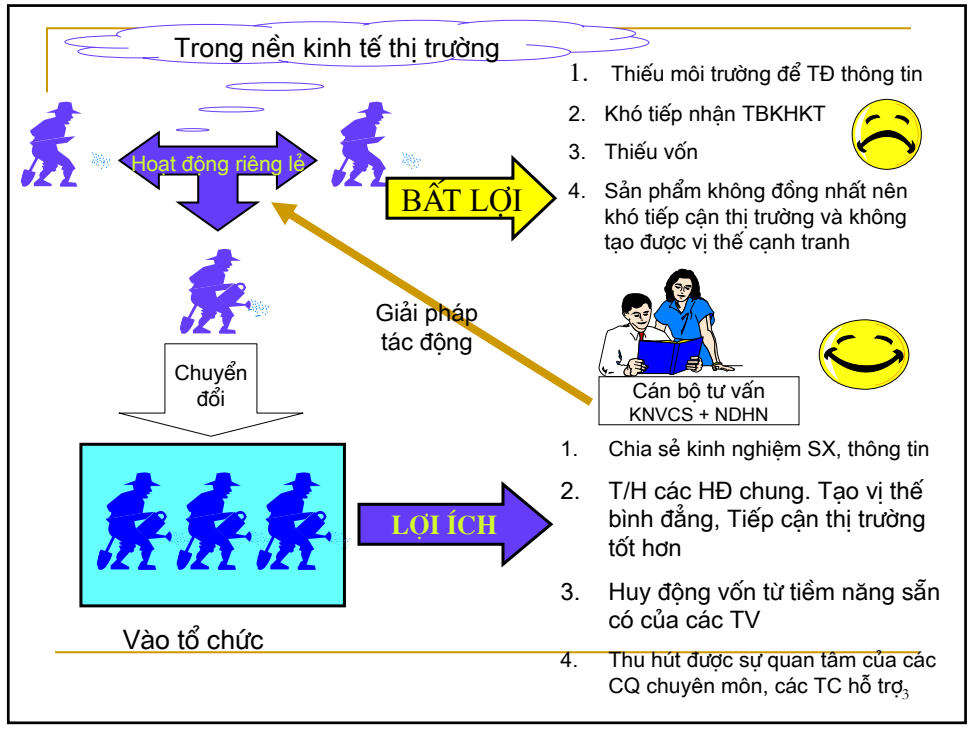 Trong nền kinh tế thị trường
Hoạt động riêng lẻ
BẤT LỢI
1. Thiếu môi trường để TĐ thông tin
2. Khó tiếp nhận TBKHKT
3. Thiếu vốn
4. Sản phẩm không đồng nhất nên
khó tiếp cận thị trường và không
tạo được vị thế cạnh tranh
Giải pháp
tác động
Chuyển
đổi
Cán bộ tư vấn
KNVCS + NDHN
LỢI ÍCH
Vào tổ chức
1. Chia sẻ kinh nghiệm SX, thông tin
2. T/H các HĐ chung. Tạo vị thế
bình đẳng, Tiếp cận thị trường
tốt hơn
3. Huy động vốn từ tiềm năng sẵn
có của các TV
4. Thu hút được sự quan tâm của các
CQ chuyên môn, các TC hỗ trợ
3